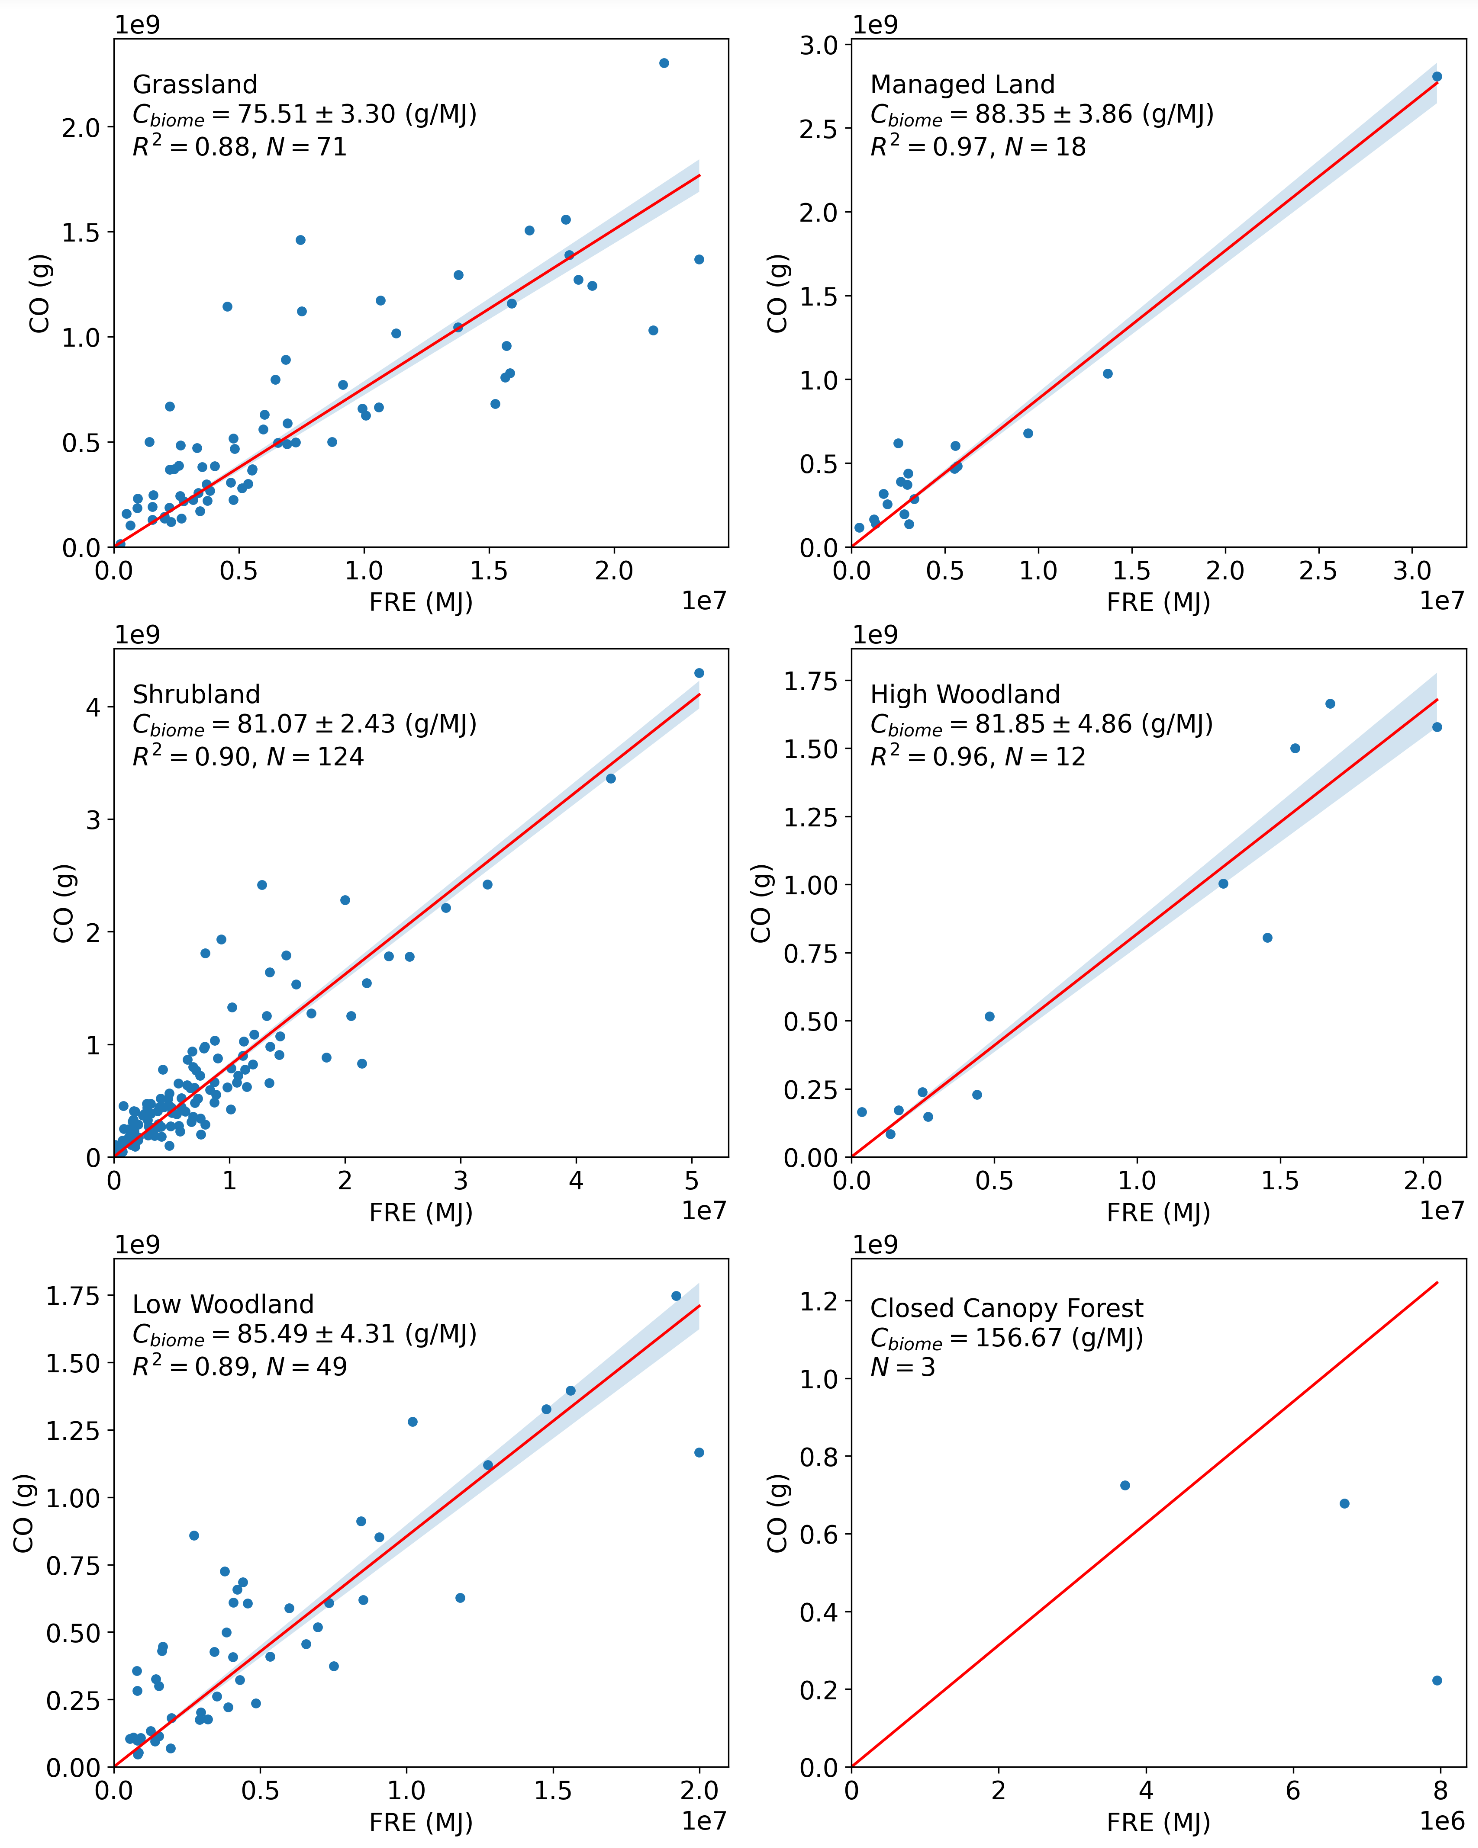 1e9
Grassland
C_biome = 75.51 ± 3.30 (g/MJ)
R² = 0.88, N = 71
CO (g)
2.0
1.5
1.0
0.5
0.0
0.0 0.5 1.0 1.5 2.0
FRE (MJ)
1e7
1e9
Managed Land
C_biome = 88.35 ± 3.86 (g/MJ)
R² = 0.97, N = 18
CO (g)
3.0
2.5
2.0
1.5
1.0
0.5
0.0
0.0 0.5 1.0 1.5 2.0 2.5 3.0
FRE (MJ)
1e7
1e9
Shrubland
C_biome = 81.07 ± 2.43 (g/MJ)
R² = 0.90, N = 124
CO (g)
4
3
2
1
0
0 1 2 3 4 5
FRE (MJ)
1e7
1e9
High Woodland
C_biome = 81.85 ± 4.86 (g/MJ)
R² = 0.96, N = 12
CO (g)
1.75
1.50
1.25
1.00
0.75
0.50
0.25
0.00
0.0 0.5 1.0 1.5 2.0
FRE (MJ)
1e7
1e9
Low Woodland
C_biome = 85.49 ± 4.31 (g/MJ)
R² = 0.89, N = 49
CO (g)
1.75
1.50
1.25
1.00
0.75
0.50
0.25
0.00
0.0 0.5 1.0 1.5 2.0
FRE (MJ)
1e7
1e9
Closed Canopy Forest
C_biome = 156.67 (g/MJ)
N = 3
CO (g)
1.2
1.0
0.8
0.6
0.4
0.2
0.0
0 2 4 6 8
FRE (MJ)
1e6